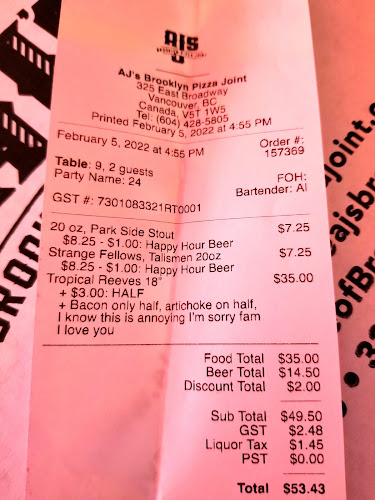 AJS
AJ's Brooklyn Pizza Joint
325 East Broadway
Vancouver, BC
Canada, V5T 1W5
Tel: (604) 428-5805
Printed February 5, 2022 at 4:55 PM
February 5, 2022 at 4:55 PM
Order #:
157369
Table: 9, 2 guests
Party Name: 24
FOH:
Bartender: Al
GST #: 7301083321RT0001
20 oz, Park Side Stout $7.25
$8.25 - $1.00: Happy Hour Beer
Strange Fellows, Talismen 20oz $7.25
$8.25 - $1.00: Happy Hour Beer
Tropical Reeves 18" $35.00
+ $3.00: HALF
+ Bacon only half, artichoke on half,
I know this is annoying I'm sorry fam
I love you
Food Total $35.00
Beer Total $14.50
Discount Total $2.00
Sub Total $49.50
GST $2.48
Liquor Tax $1.45
PST $0.00
Total $53.43